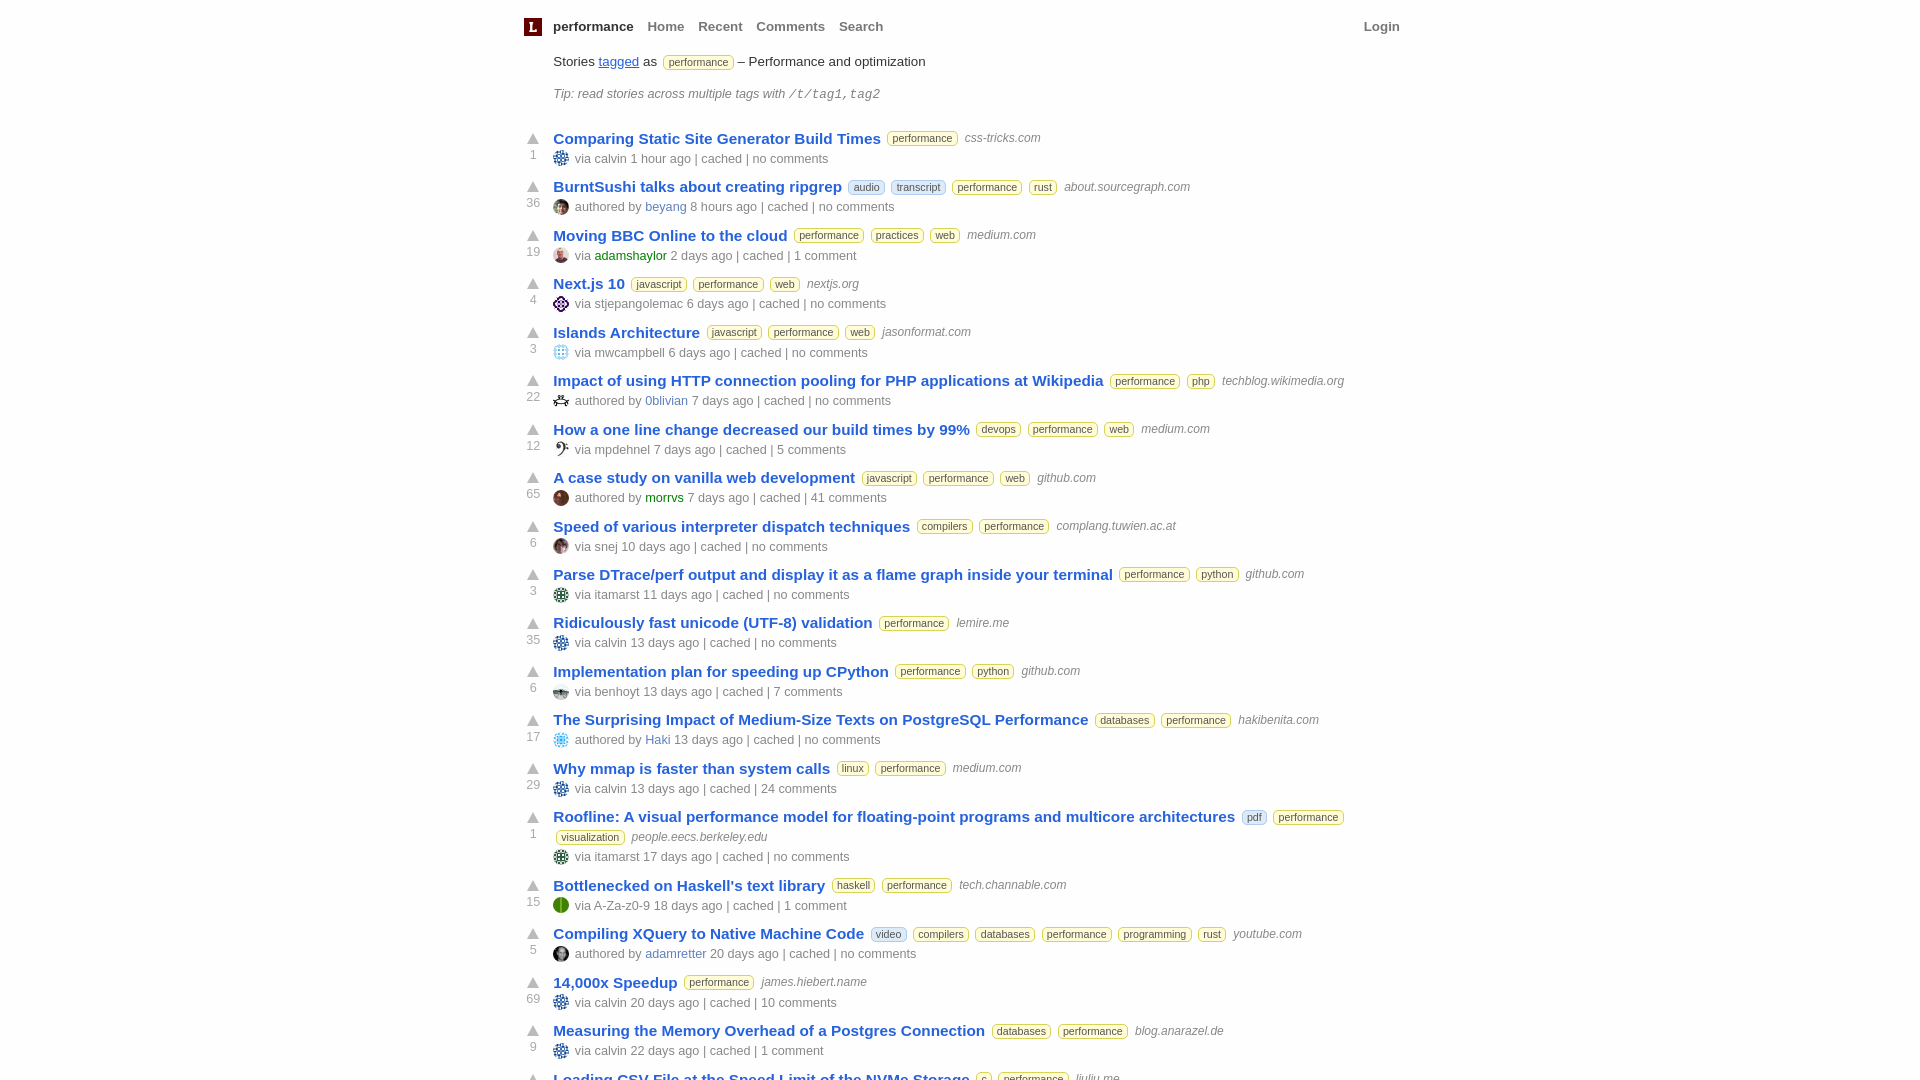 L performance Home Recent Comments Search Login
Stories tagged as performance – Performance and optimization
Tip: read stories across multiple tags with /t/tag1,tag2
Comparing Static Site Generator Build Times performance css-tricks.com
1 via calvin 1 hour ago | cached | no comments
BurntSushi talks about creating ripgrep audio transcript performance rust about.sourcegraph.com
36 authored by beyang 8 hours ago | cached | no comments
Moving BBC Online to the cloud performance practices web medium.com
19 via adamshaylor 2 days ago | cached | 1 comment
Next.js 10 javascript performance web nextjs.org
4 via stjepangolemac 6 days ago | cached | no comments
Islands Architecture javascript performance web jasonformat.com
3 via mwcampbell 6 days ago | cached | no comments
Impact of using HTTP connection pooling for PHP applications at Wikipedia performance php techblog.wikimedia.org
22 authored by 0blivian 7 days ago | cached | no comments
How a one line change decreased our build times by 99% devops performance web medium.com
12 via mpdehnel 7 days ago | cached | 5 comments
A case study on vanilla web development javascript performance web github.com
65 authored by morrvs 7 days ago | cached | 41 comments
Speed of various interpreter dispatch techniques compilers performance complang.tuwien.ac.at
6 via snej 10 days ago | cached | no comments
Parse DTrace/perf output and display it as a flame graph inside your terminal performance python github.com
3 via itamarst 11 days ago | cached | no comments
Ridiculously fast unicode (UTF-8) validation performance lemire.me
35 via calvin 13 days ago | cached | no comments
Implementation plan for speeding up CPython performance python github.com
6 via benhoyt 13 days ago | cached | 7 comments
The Surprising Impact of Medium-Size Texts on PostgreSQL Performance databases performance hakibenita.com
17 authored by Haki 13 days ago | cached | no comments
Why mmap is faster than system calls linux performance medium.com
29 via calvin 13 days ago | cached | 24 comments
Roofline: A visual performance model for floating-point programs and multicore architectures pdf performance
1 visualization people.eecs.berkeley.edu
via itamarst 17 days ago | cached | no comments
Bottlenecked on Haskell's text library haskell performance tech.channable.com
15 via A-Za-z0-9 18 days ago | cached | 1 comment
Compiling XQuery to Native Machine Code video compilers databases performance programming rust youtube.com
5 authored by adamretter 20 days ago | cached | no comments
14,000x Speedup performance james.hiebert.name
69 via calvin 20 days ago | cached | 10 comments
Measuring the Memory Overhead of a Postgres Connection databases performance blog.anarazel.de
9 via calvin 22 days ago | cached | 1 comment
Loading CSV File at the Speed Limit of the NVMe Storage c performance liuliu.me